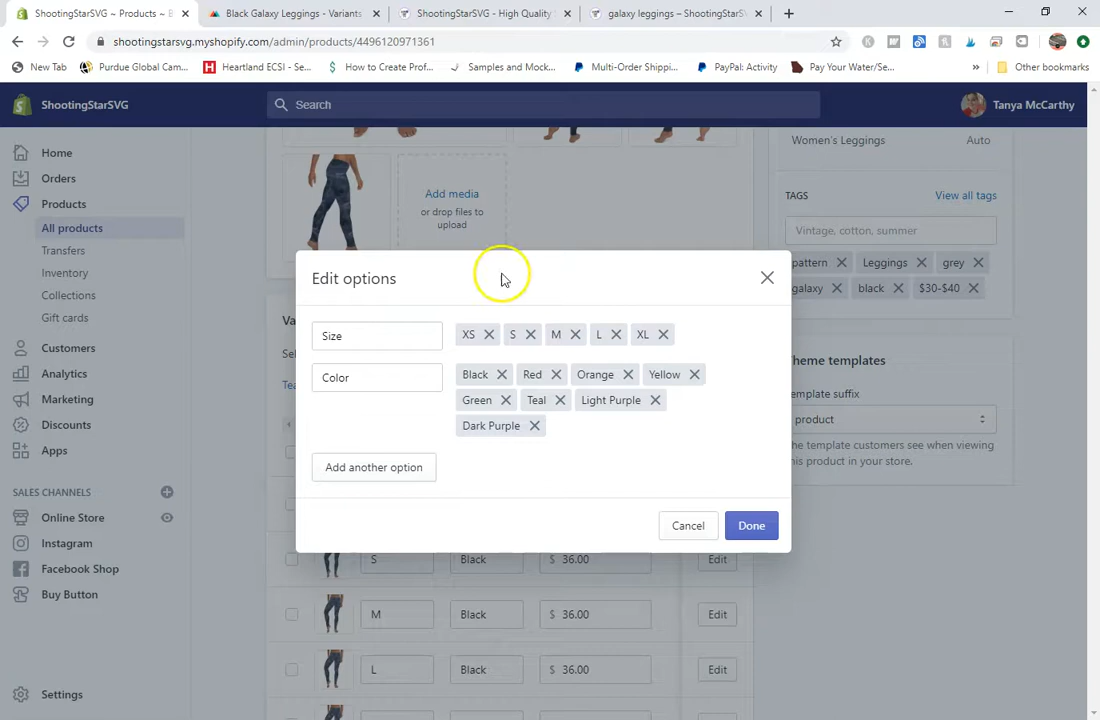 ShootingStarSVG ~ Products ~ B
Black Galaxy Leggings - Variants
ShootingStarSVG - High Quality
galaxy leggings – ShootingStarSV
shootingstarsvg.myshopify.com/admin/products/4496120971361
New Tab
Purdue Global Cam...
Heartland ECSI - Se...
How to Create Prof...
Samples and Mock...
Multi-Order Shippi...
PayPal: Activity
Pay Your Water/Se...
Other bookmarks
ShootingStarSVG
Search
Tanya McCarthy
Home
Orders
Products
All products
Transfers
Inventory
Collections
Gift cards
Customers
Analytics
Marketing
Discounts
Apps
SALES CHANNELS
Online Store
Instagram
Facebook Shop
Buy Button
Settings
Add media
or drop files to
upload
Women's Leggings Auto
TAGS View all tags
Vintage, cotton, summer
pattern Leggings grey
galaxy black $30-$40
Theme templates
Template suffix
product
The template customers see when viewing
this product in your store.
Va
Sel
Tea
Edit options
Size XS S M L XL
Color Black Red Orange Yellow
Green Teal Light Purple
Dark Purple
Add another option
Cancel Done
S Black $ 36.00 Edit
M Black $ 36.00 Edit
L Black $ 36.00 Edit